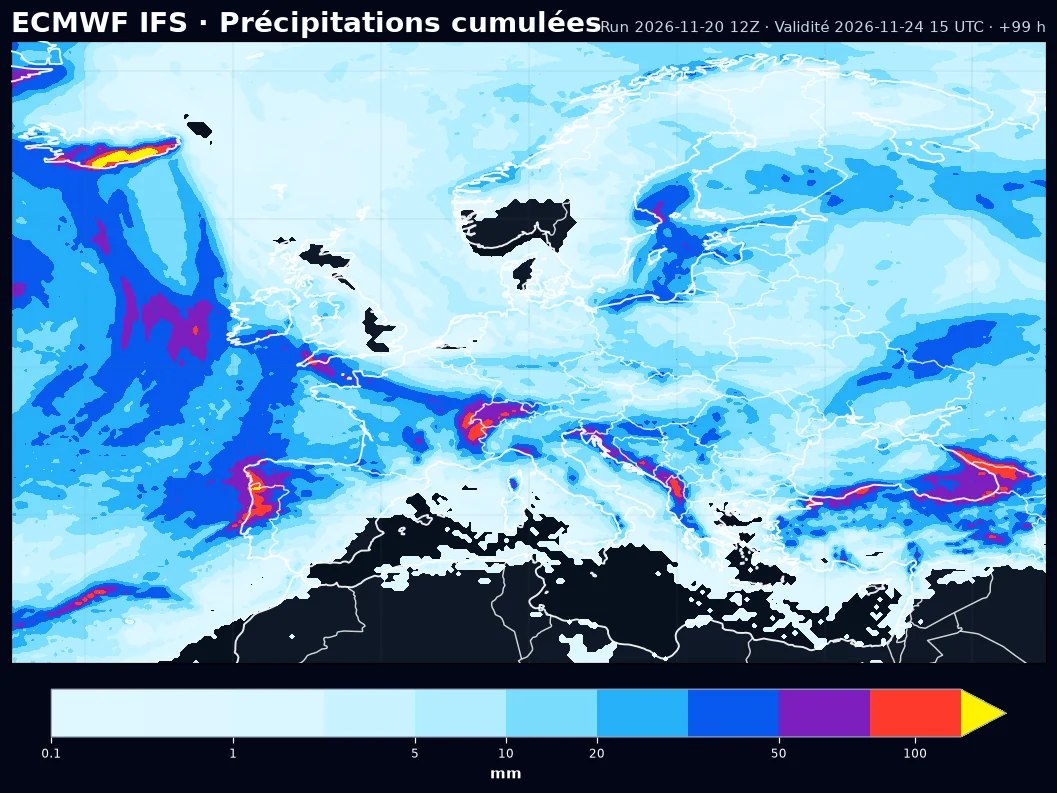 ECMWF IFS · Précipitations cumulées
Run 2026-11-20 12Z · Validité 2026-11-24 15 UTC · +99 h
0.1 1 5 10 20 50 100
mm